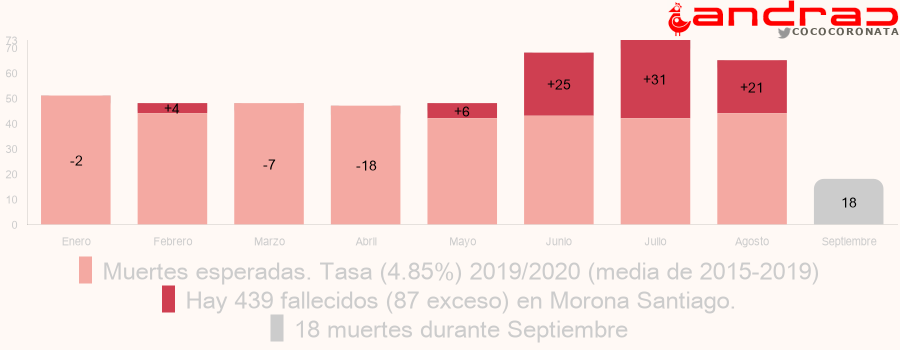 andrac
COCOCORONATA
73
70
60
50
40
30
20
10
0
-2
+4
-7
-18
+6
+25
+31
+21
18
Enero
Febrero
Marzo
Abril
Mayo
Junio
Julio
Agosto
Septiembre
Muertes esperadas. Tasa (4.85%) 2019/2020 (media de 2015-2019)
Hay 439 fallecidos (87 exceso) en Morona Santiago.
18 muertes durante Septiembre